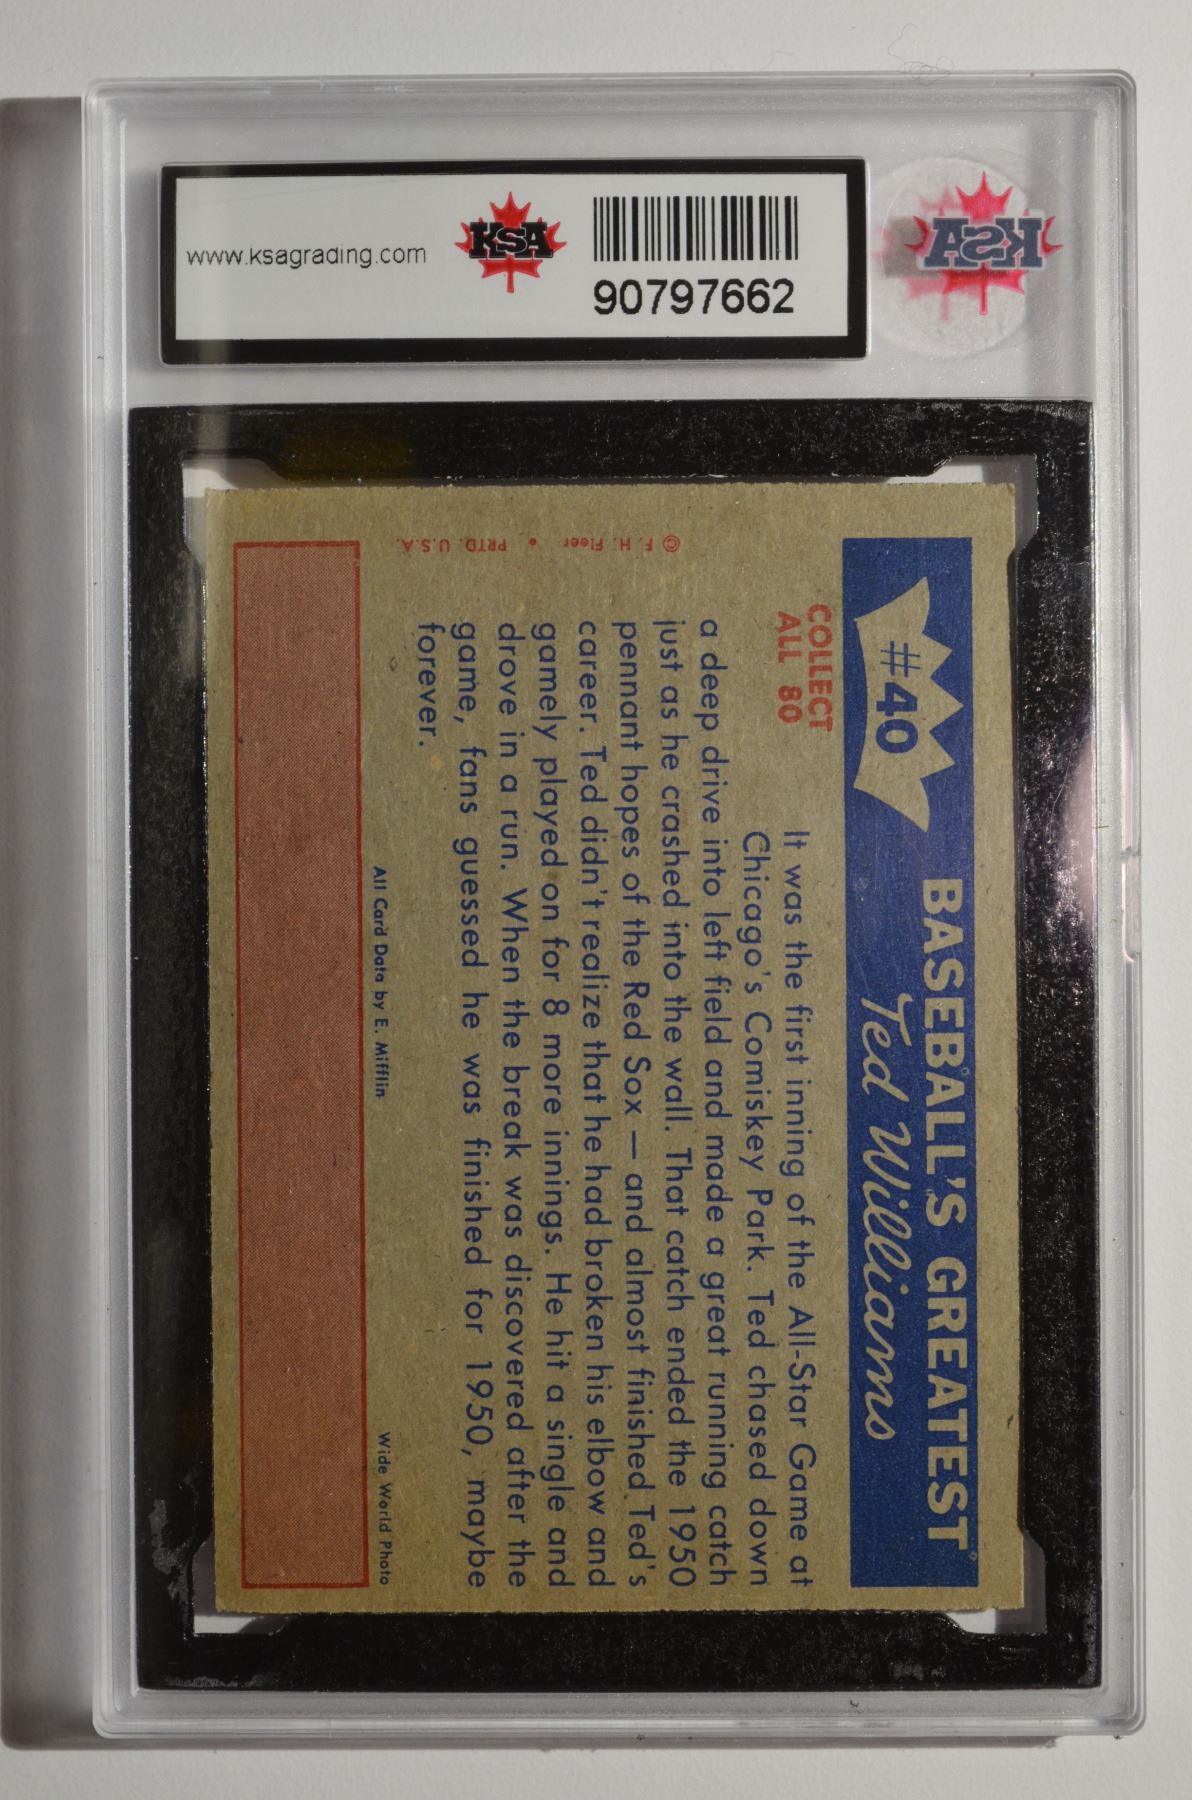 www.ksagrading.com
KSA
90797662
KSA
#40
BASEBALL'S GREATEST
Ted Williams
COLLECT
ALL 80
It was the first inning of the All-Star Game at
Chicago's Comiskey Park. Ted chased down
a deep drive into left field and made a great running catch
just as he crashed into the wall. That catch ended the 1950
pennant hopes of the Red Sox — and almost finished Ted's
career. Ted didn't realize that he had broken his elbow and
gamely played on for 8 more innings. He hit a single and
drove in a run. When the break was discovered after the
game, fans guessed he was finished for 1950, maybe
forever.
All Card Data by E. Mifflin
Wide World Photo
© F. H. Fleer • PRTD. U.S.A.